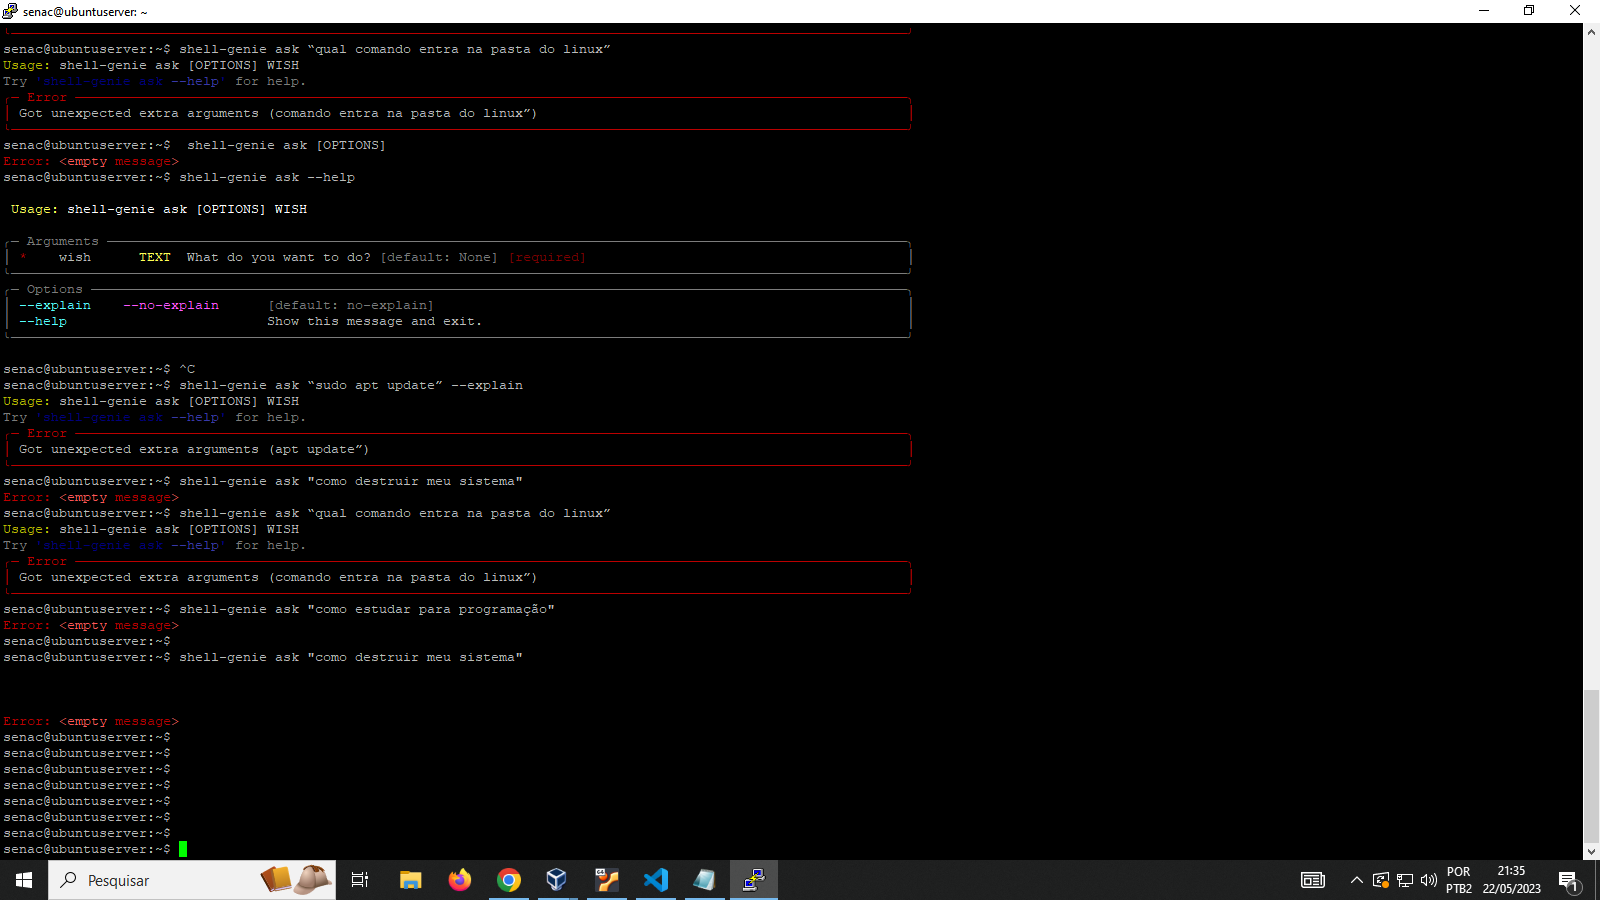 senac@ubuntuserver: ~
senac@ubuntuserver:~$ shell-genie ask “qual comando entra na pasta do linux”
Usage: shell-genie ask [OPTIONS] WISH
Try 'shell-genie ask --help' for help.
Error
Got unexpected extra arguments (comando entra na pasta do linux”)
senac@ubuntuserver:~$  shell-genie ask [OPTIONS]
Error: <empty message>
senac@ubuntuserver:~$ shell-genie ask --help
Usage: shell-genie ask [OPTIONS] WISH
Arguments
* wish TEXT What do you want to do? [default: None] [required]
Options
--explain --no-explain [default: no-explain]
--help Show this message and exit.
senac@ubuntuserver:~$ ^C
senac@ubuntuserver:~$ shell-genie ask “sudo apt update” --explain
Usage: shell-genie ask [OPTIONS] WISH
Try 'shell-genie ask --help' for help.
Error
Got unexpected extra arguments (apt update”)
senac@ubuntuserver:~$ shell-genie ask "como destruir meu sistema"
Error: <empty message>
senac@ubuntuserver:~$ shell-genie ask “qual comando entra na pasta do linux”
Usage: shell-genie ask [OPTIONS] WISH
Try 'shell-genie ask --help' for help.
Error
Got unexpected extra arguments (comando entra na pasta do linux”)
senac@ubuntuserver:~$ shell-genie ask "como estudar para programação"
Error: <empty message>
senac@ubuntuserver:~$
senac@ubuntuserver:~$ shell-genie ask "como destruir meu sistema"
Error: <empty message>
senac@ubuntuserver:~$
senac@ubuntuserver:~$
senac@ubuntuserver:~$
senac@ubuntuserver:~$
senac@ubuntuserver:~$
senac@ubuntuserver:~$
senac@ubuntuserver:~$
senac@ubuntuserver:~$
Pesquisar
64
POR
PTB2
21:35
22/05/2023
1